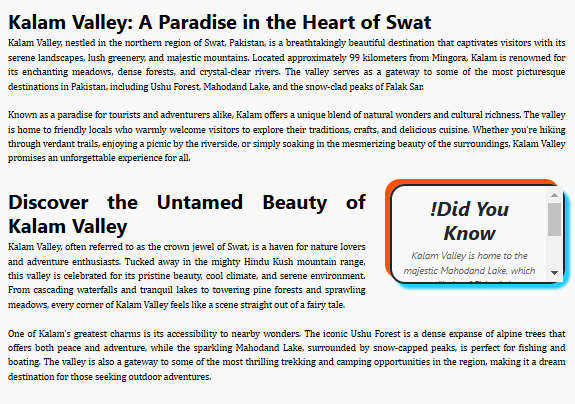 Kalam Valley: A Paradise in the Heart of Swat
Kalam Valley, nestled in the northern region of Swat, Pakistan, is a breathtakingly beautiful destination that captivates visitors with its
serene landscapes, lush greenery, and majestic mountains. Located approximately 99 kilometers from Mingora, Kalam is renowned for
its enchanting meadows, dense forests, and crystal-clear rivers. The valley serves as a gateway to some of the most picturesque
destinations in Pakistan, including Ushu Forest, Mahodand Lake, and the snow-clad peaks of Falak Sar.
Known as a paradise for tourists and adventurers alike, Kalam offers a unique blend of natural wonders and cultural richness. The valley
is home to friendly locals who warmly welcome visitors to explore their traditions, crafts, and delicious cuisine. Whether you're hiking
through verdant trails, enjoying a picnic by the riverside, or simply soaking in the mesmerizing beauty of the surroundings, Kalam Valley
promises an unforgettable experience for all.
Discover the Untamed Beauty of
Kalam Valley
Kalam Valley, often referred to as the crown jewel of Swat, is a haven for nature lovers
and adventure enthusiasts. Tucked away in the mighty Hindu Kush mountain range,
this valley is celebrated for its pristine beauty, cool climate, and serene environment.
From cascading waterfalls and tranquil lakes to towering pine forests and sprawling
meadows, every corner of Kalam Valley feels like a scene straight out of a fairy tale.
!Did You
Know
Kalam Valley is home to the
majestic Mahodand Lake, which
One of Kalam's greatest charms is its accessibility to nearby wonders. The iconic Ushu Forest is a dense expanse of alpine trees that
offers both peace and adventure, while the sparkling Mahodand Lake, surrounded by snow-capped peaks, is perfect for fishing and
boating. The valley is also a gateway to some of the most thrilling trekking and camping opportunities in the region, making it a dream
destination for those seeking outdoor adventures.